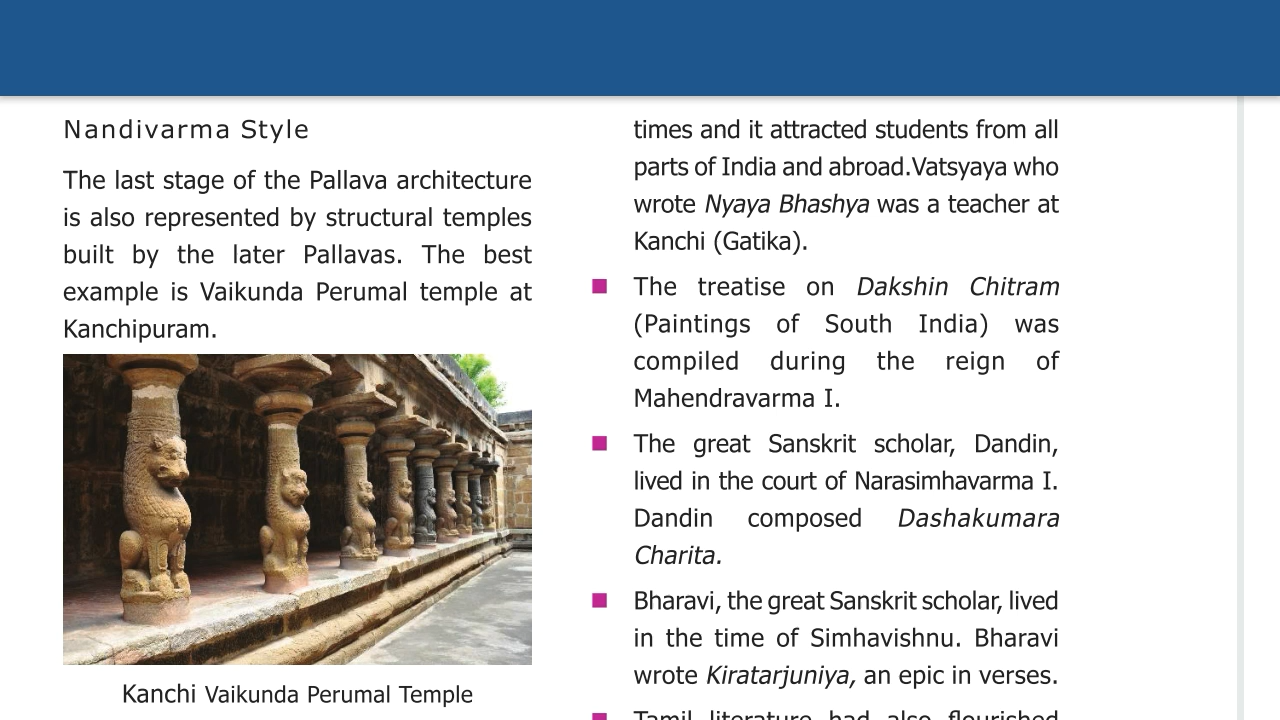 Nandivarma Style
The last stage of the Pallava architecture
is also represented by structural temples
built by the later Pallavas. The best
example is Vaikunda Perumal temple at
Kanchipuram.
Kanchi Vaikunda Perumal Temple
times and it attracted students from all
parts of India and abroad.Vatsyaya who
wrote Nyaya Bhashya was a teacher at
Kanchi (Gatika).
■ The treatise on Dakshin Chitram
(Paintings of South India) was
compiled during the reign of
Mahendravarma I.
■ The great Sanskrit scholar, Dandin,
lived in the court of Narasimhavarma I.
Dandin composed Dashakumara
Charita.
■ Bharavi, the great Sanskrit scholar, lived
in the time of Simhavishnu. Bharavi
wrote Kiratarjuniya, an epic in verses.
■ Tamil literature had also flourished